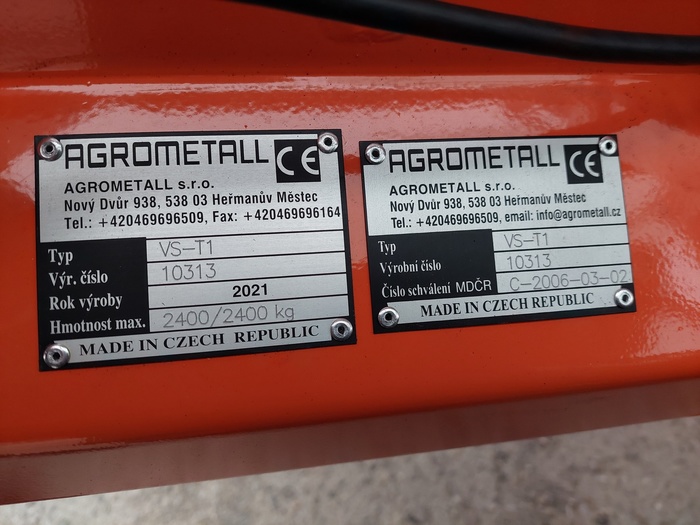 AGROMETALL CE
AGROMETALL s.r.o.
Nový Dvůr 938, 538 03 Heřmanův Městec
Tel.: +420469696509, Fax: +420469696164
Typ VS-T1
Výr. číslo 10313
Rok výroby 2021
Hmotnost max. 2400/2400 kg
MADE IN CZECH REPUBLIC
AGROMETALL CE
AGROMETALL s.r.o.
Nový Dvůr 938, 538 03 Heřmanův Městec
Tel.: +420469696509, email: info@agrometall.cz
Typ VS-T1
Výrobní číslo 10313
Číslo schválení MDČR C-2006-03-02
MADE IN CZECH REPUBLIC